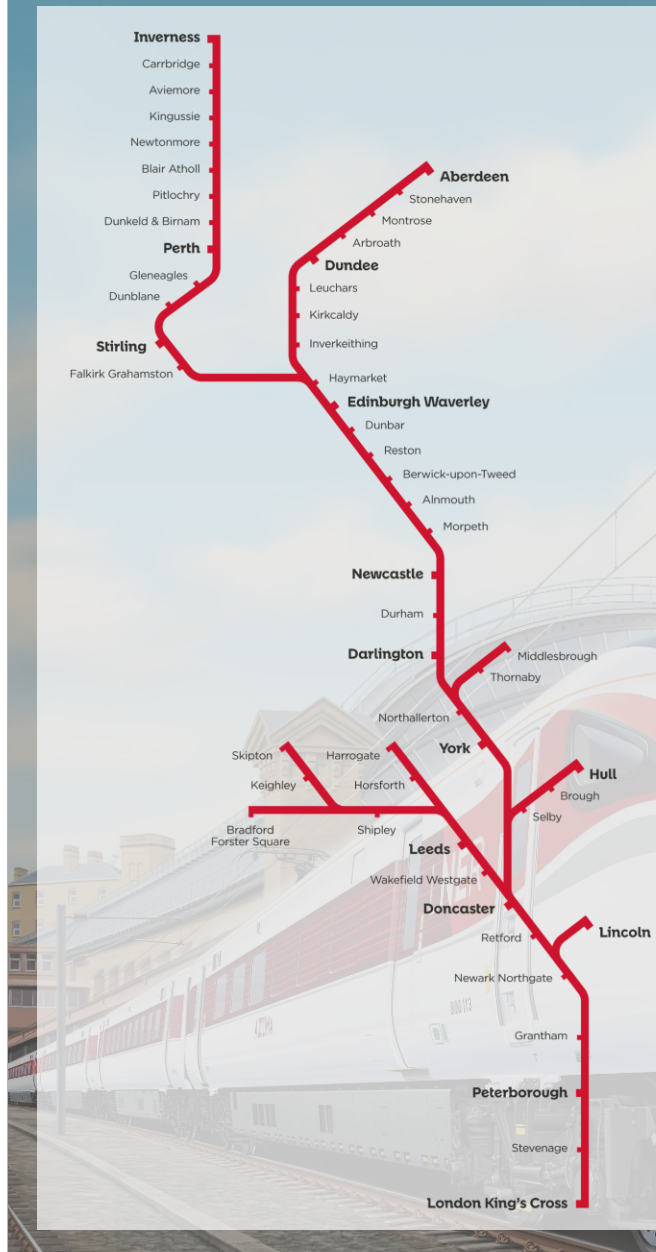 Inverness
Carrbridge
Aviemore
Kingussie
Newtonmore
Blair Atholl
Pitlochry
Dunkeld & Birnam
Perth
Gleneagles
Dunblane
Stirling
Falkirk Grahamston
Aberdeen
Stonehaven
Montrose
Arbroath
Dundee
Leuchars
Kirkcaldy
Inverkeithing
Haymarket
Edinburgh Waverley
Dunbar
Reston
Berwick-upon-Tweed
Alnmouth
Morpeth
Newcastle
Durham
Darlington
Middlesbrough
Thornaby
Northallerton
York
Skipton
Keighley
Bradford
Forster Square
Shipley
Harrogate
Horsforth
Leeds
Wakefield Westgate
Hull
Brough
Selby
Doncaster
Retford
Lincoln
Newark Northgate
Grantham
Peterborough
Stevenage
London King's Cross
800 113
AZUMA